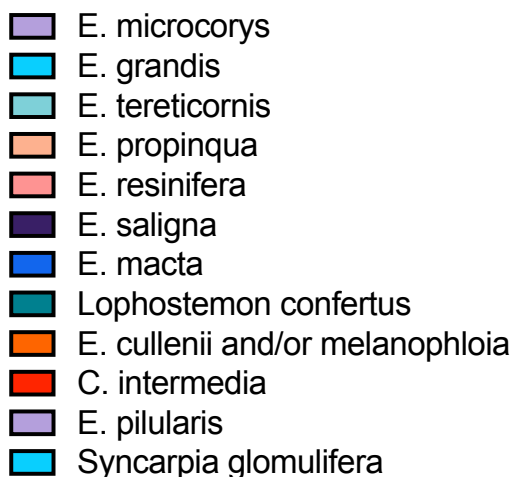 E. microcorys
E. grandis
E. tereticornis
E. propinqua
E. resinifera
E. saligna
E. macta
Lophostemon confertus
E. cullenii and/or melanophloia
C. intermedia
E. pilularis
Syncarpia glomulifera